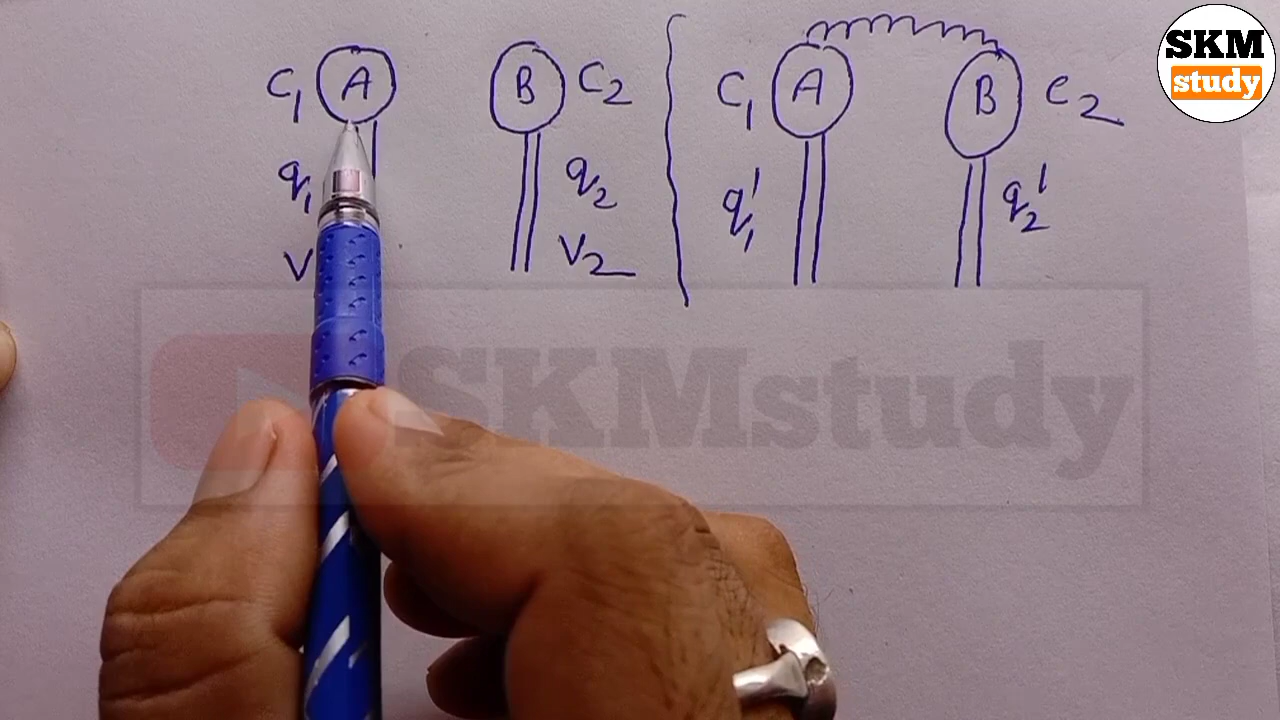 SKM
study
C₁ A B C₂
q₁ q₂
V V₂
C₁ A B C₂
q₁' q₂'
SKMstudy